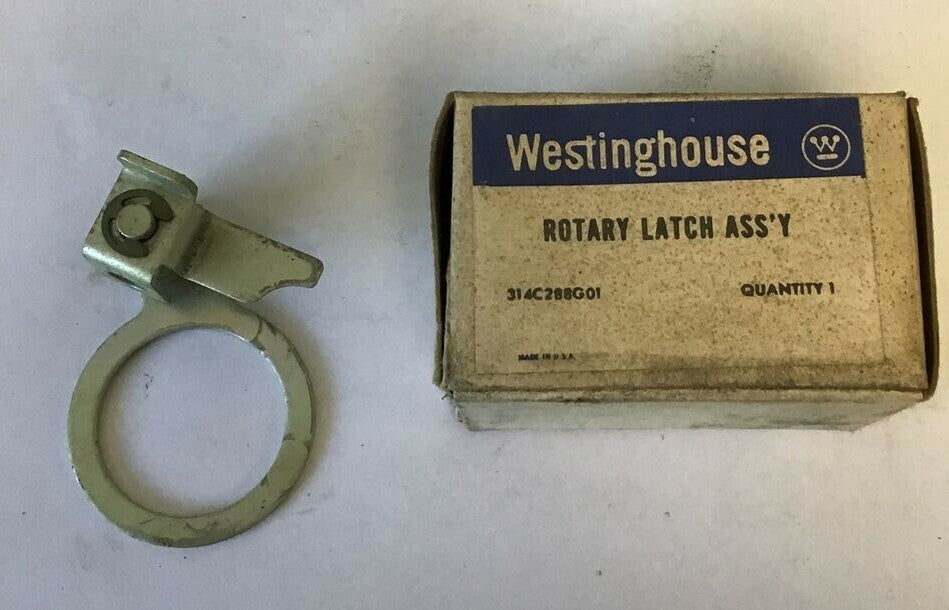 Westinghouse W
ROTARY LATCH ASS'Y
314C288G01 QUANTITY 1
MADE IN U.S.A.